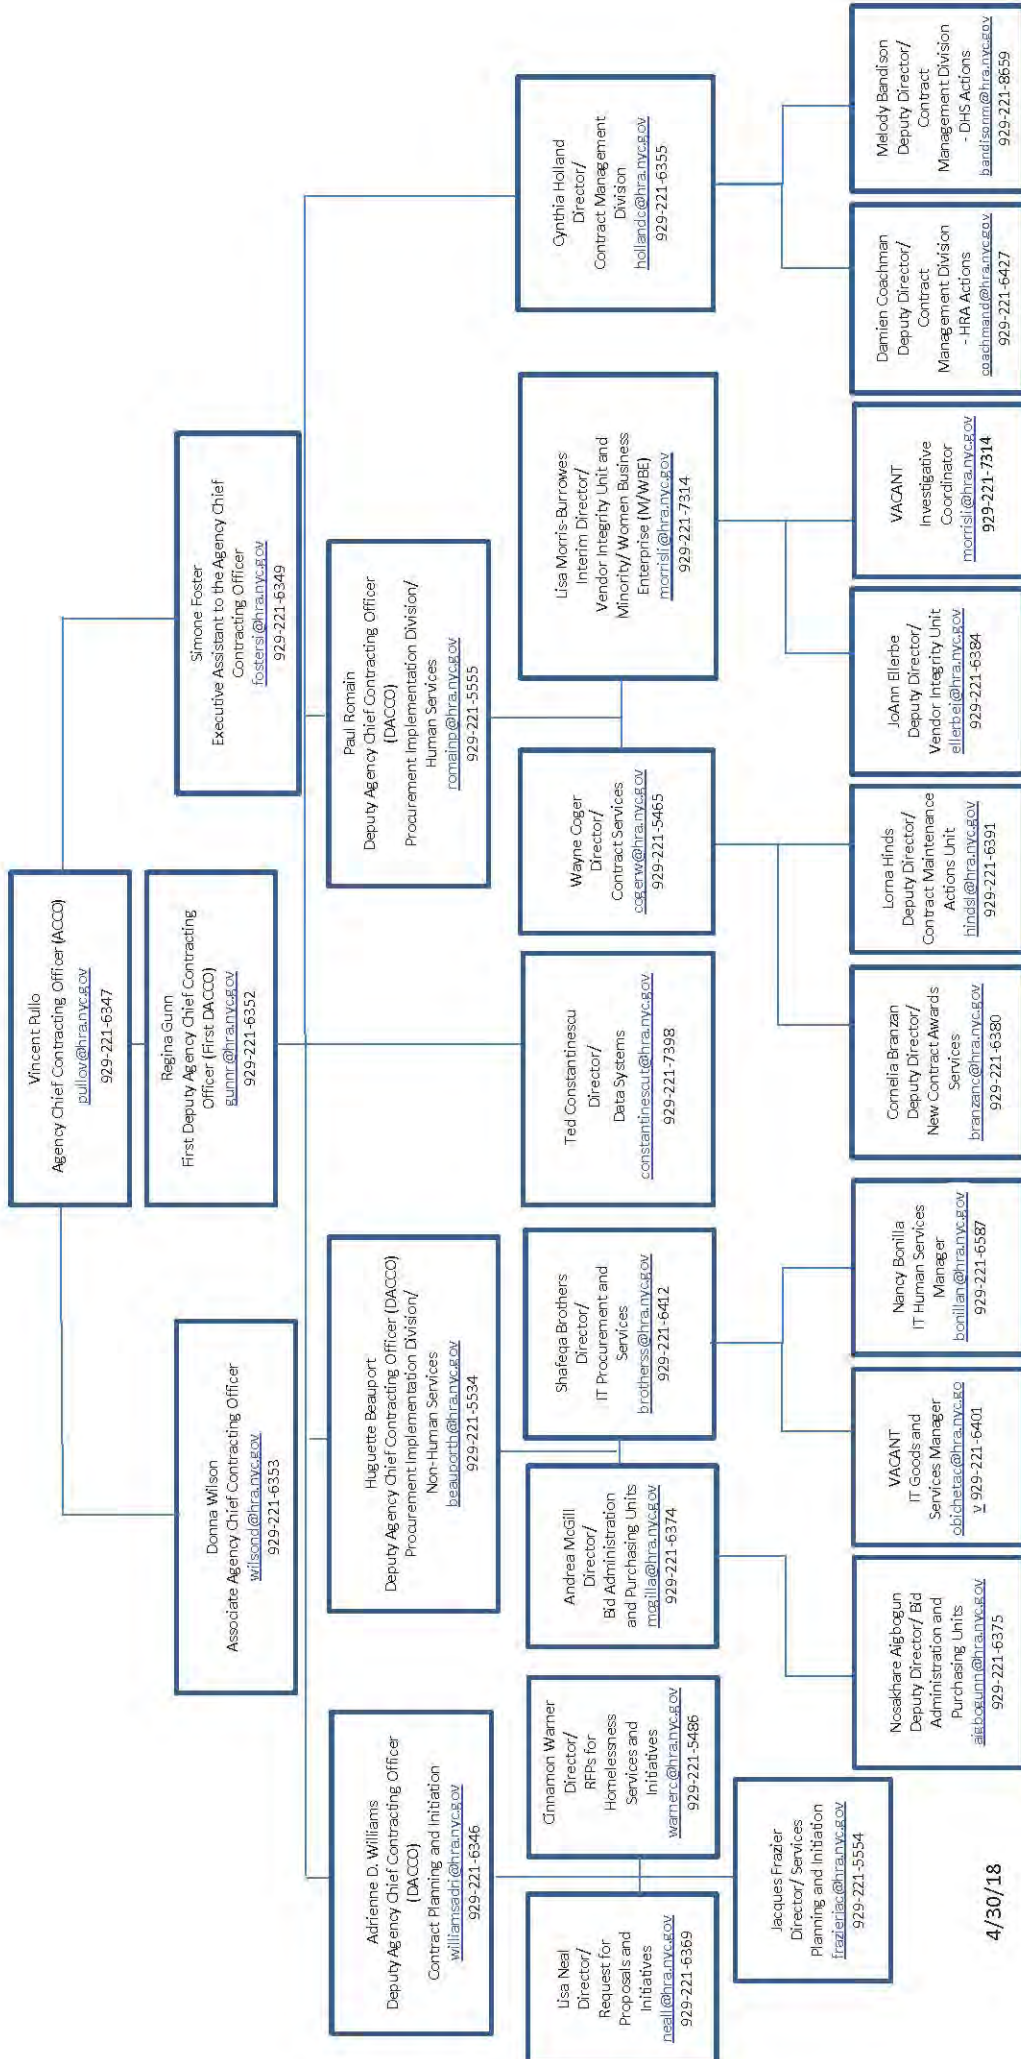 Vincent Pullo
Agency Chief Contracting Officer (ACCO)
pullov@hra.nyc.gov
929-221-6347
Regina Gunn
First Deputy Agency Chief Contracting
Officer (First DACCO)
gunnr@hra.nyc.gov
929-221-6352
Donna Wilson
Associate Agency Chief Contracting Officer
wilsond@hra.nyc.gov
929-221-6353
Simone Foster
Executive Assistant to the Agency Chief
Contracting Officer
fostersi@hra.nyc.gov
929-221-6349
Adrienne D. Williams
Deputy Agency Chief Contracting Officer
(DACCO)
Contract Planning and Initiation
williamsadri@hra.nyc.gov
929-221-6346
Huguette Beauport
Deputy Agency Chief Contracting Officer (DACCO)
Procurement Implementation Division/
Non-Human Services
beauporth@hra.nyc.gov
929-221-5534
Paul Romain
Deputy Agency Chief Contracting Officer
(DACCO)
Procurement Implementation Division/
Human Services
romainp@hra.nyc.gov
929-221-5555
Lisa Neal
Director/
Request for
Proposals and
Initiatives
neall@hra.nyc.gov
929-221-6369
Cinnamon Warner
Director/
RFPs for
Homelessness
Services and
Initiatives
warnerc@hra.nyc.gov
929-221-5486
Andrea McGill
Director/
Bid Administration
and Purchasing Units
mcgilla@hra.nyc.gov
929-221-6374
Shafeqa Brothers
Director/
IT Procurement and
Services
brotherss@hra.nyc.gov
929-221-6412
Ted Constantinescu
Director/
Data Systems
constantinescut@hra.nyc.gov
929-221-7398
Wayne Coger
Director/
Contract Services
cogerw@hra.nyc.gov
929-221-5465
Lisa Morris-Burrowes
Interim Director/
Vendor Integrity Unit and
Minority/ Women Business
Enterprise (M/WBE)
morrisli@hra.nyc.gov
929-221-7314
Cynthia Holland
Director/
Contract Management
Division
hollandc@hra.nyc.gov
929-221-6355
Jacques Frazier
Director/ Services
Planning and Initiation
frazierjac@hra.nyc.gov
929-221-5554
Nosakhare Aigbogun
Deputy Director/ Bid
Administration and
Purchasing Units
aigbogunn@hra.nyc.gov
929-221-6375
VACANT
IT Goods and
Services Manager
obichetac@hra.nyc.go
v 929-221-6401
Nancy Bonilla
IT Human Services
Manager
bonillan@hra.nyc.gov
929-221-6587
Cornelia Branzan
Deputy Director/
New Contract Awards
Services
branzanc@hra.nyc.gov
929-221-6380
Lorna Hinds
Deputy Director/
Contract Maintenance
Actions Unit
hindsl@hra.nyc.gov
929-221-6391
JoAnn Ellerbe
Deputy Director/
Vendor Integrity Unit
ellerbej@hra.nyc.gov
929-221-6384
VACANT
Investigative
Coordinator
morrisli@hra.nyc.gov
929-221-7314
Damien Coachman
Deputy Director/
Contract
Management Division
- HRA Actions
coachmand@hra.nyc.gov
929-221-6427
Melody Bandison
Deputy Director/
Contract
Management Division
- DHS Actions
bandisonm@hra.nyc.gov
929-221-8659
4/30/18